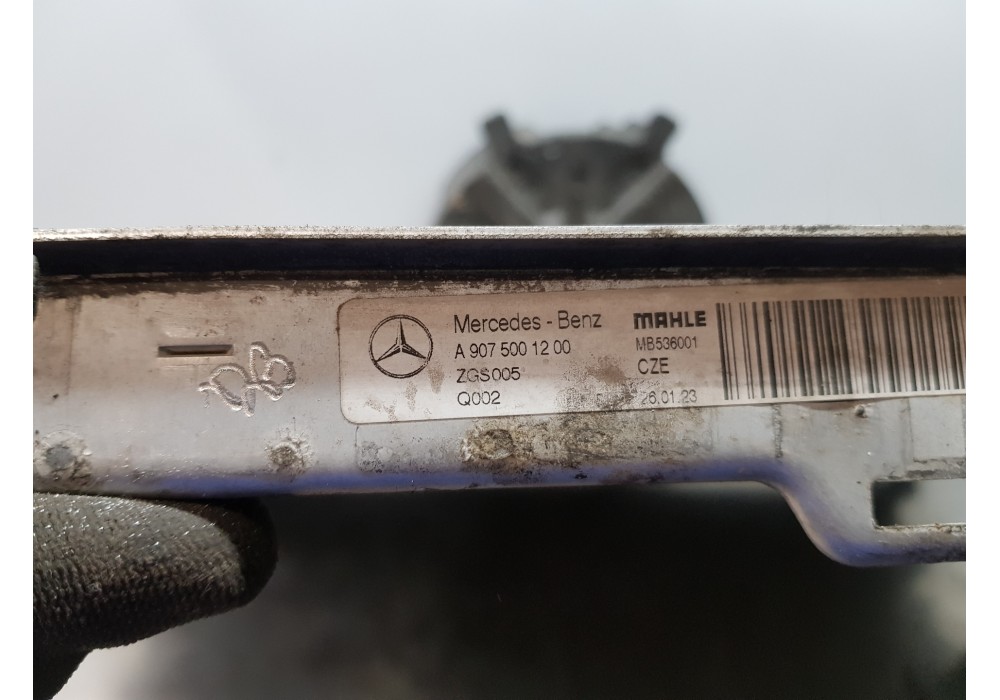 Mercedes-Benz
A 907 500 12 00
ZGS005
Q002
MAHLE
MB536001
CZE
26.01.23